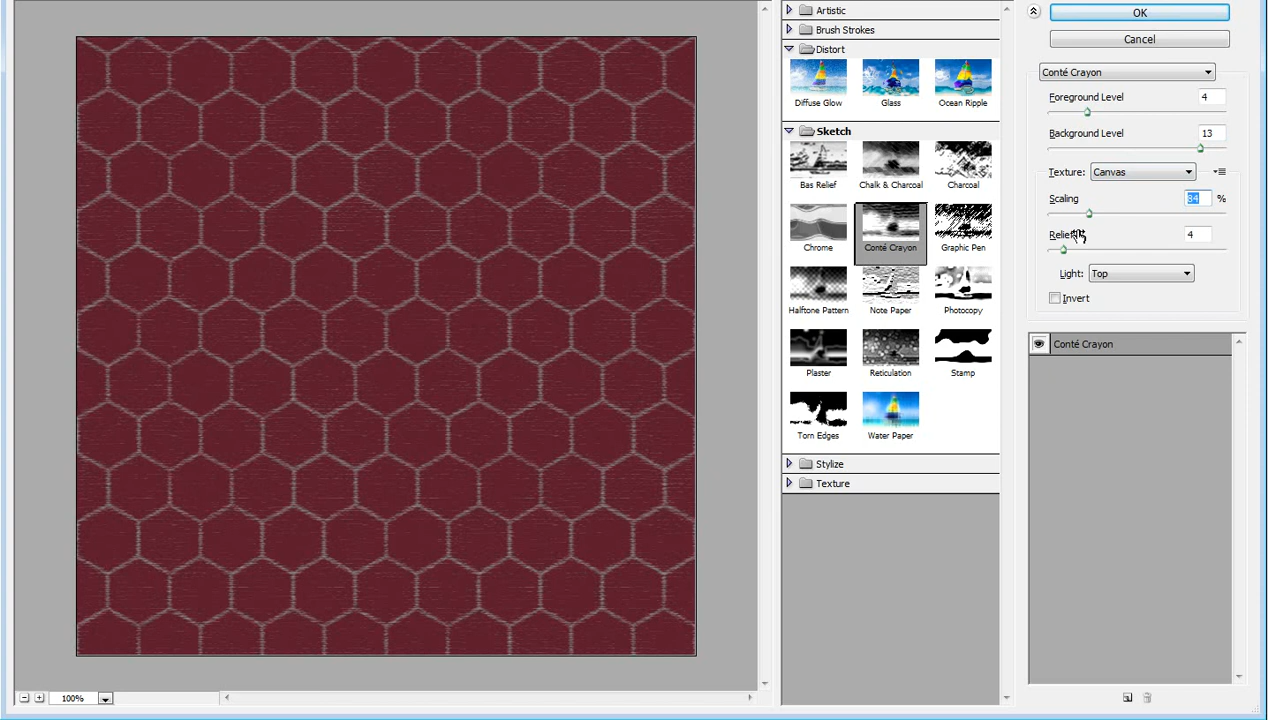 Artistic
OK
Brush Strokes
Cancel
Distort
Diffuse Glow
Glass
Ocean Ripple
Conté Crayon
Foreground Level
4
Background Level
13
Sketch
Bas Relief
Chalk & Charcoal
Charcoal
Texture:
Canvas
Scaling
84
%
Chrome
Conté Crayon
Graphic Pen
Relief
4
Light:
Top
Invert
Halftone Pattern
Note Paper
Photocopy
Conté Crayon
Plaster
Reticulation
Stamp
Torn Edges
Water Paper
Stylize
Texture
100%